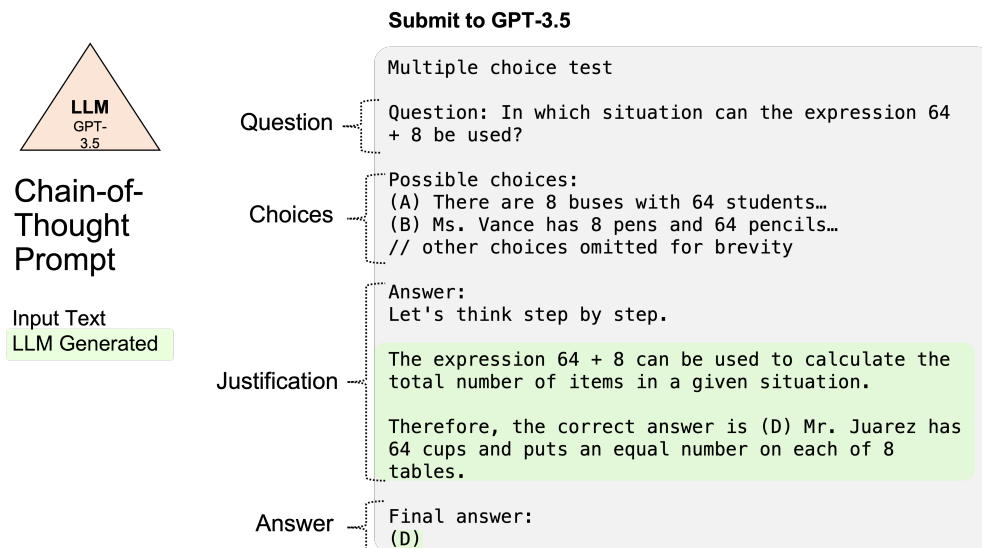 Submit to GPT-3.5
LLM
GPT-
3.5
Chain-of-
Thought
Prompt
Input Text
LLM Generated
Question
Choices
Justification
Answer
Multiple choice test
Question: In which situation can the expression 64
+ 8 be used?
Possible choices:
(A) There are 8 buses with 64 students…
(B) Ms. Vance has 8 pens and 64 pencils…
// other choices omitted for brevity
Answer:
Let's think step by step.
The expression 64 + 8 can be used to calculate the
total number of items in a given situation.
Therefore, the correct answer is (D) Mr. Juarez has
64 cups and puts an equal number on each of 8
tables.
Final answer:
(D)